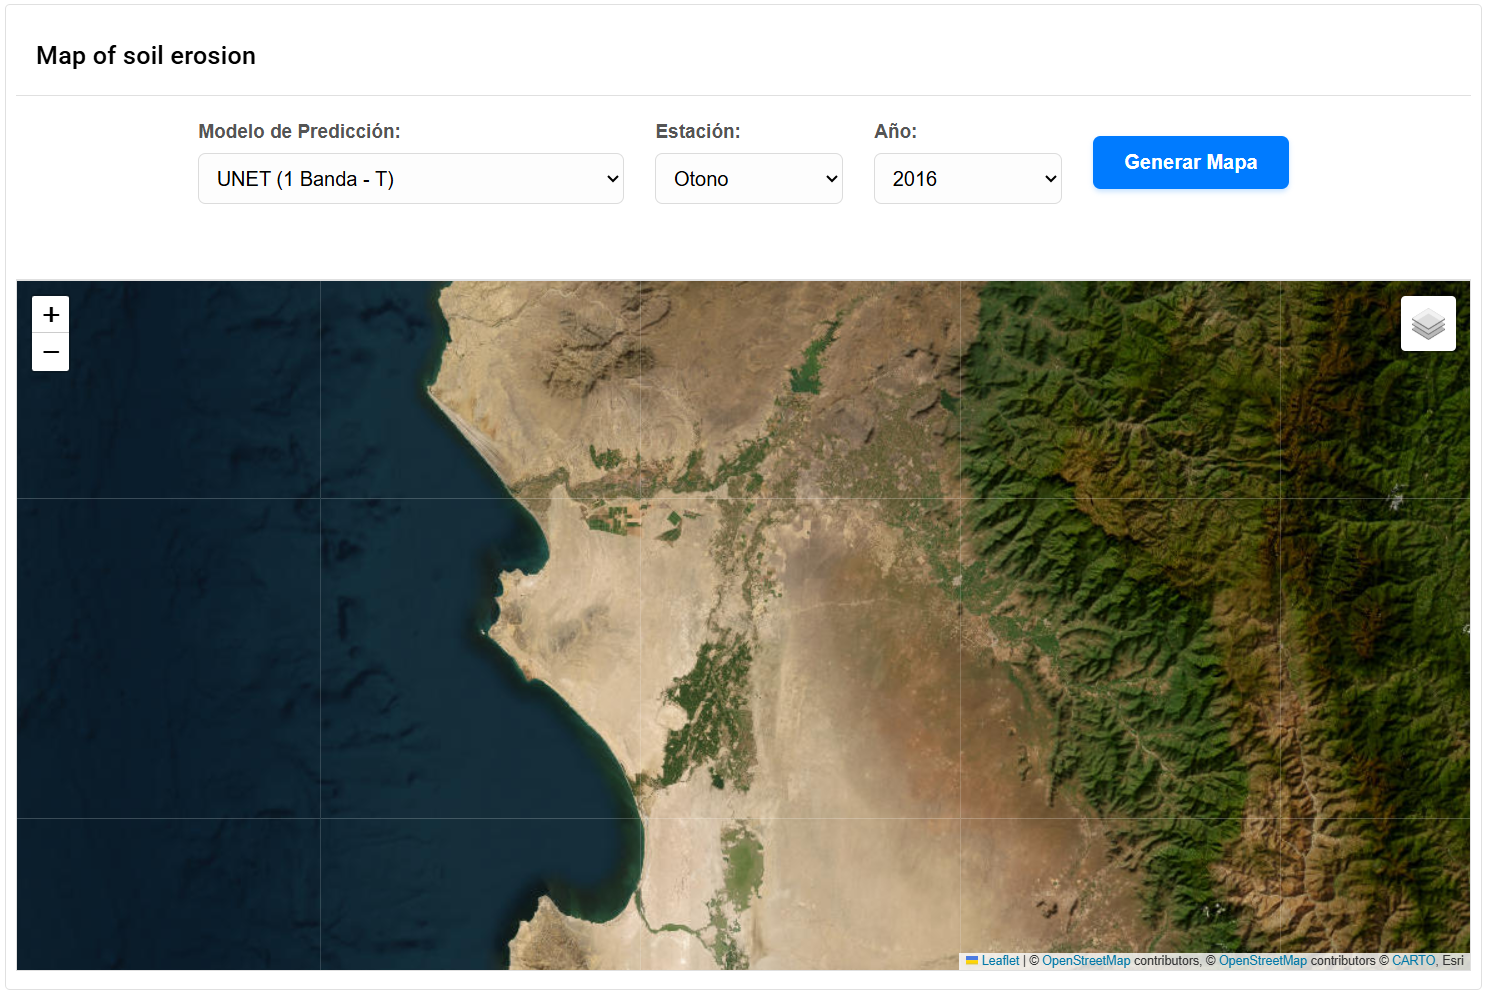 Map of soil erosion
Modelo de Predicción: Estación: Año:
UNET (1 Banda - T) Otono 2016 Generar Mapa
+
−
Leaflet | © OpenStreetMap contributors, © OpenStreetMap contributors © CARTO, Esri